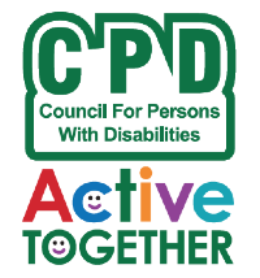 CPD
Council For Persons
With Disabilities
Active
TOGETHER